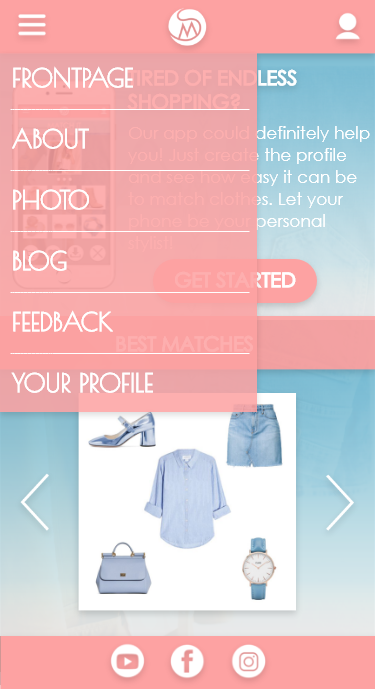 FRONTPAGE
ABOUT
PHOTO
BLOG
FEEDBACK
YOUR PROFILE
TIRED OF ENDLESS
SHOPPING?
Our app could definitely help
you! Just create the profile
and see how easy it can be
to match clothes. Let your
phone be your personal
stylist!
GET STARTED
BEST MATCHES